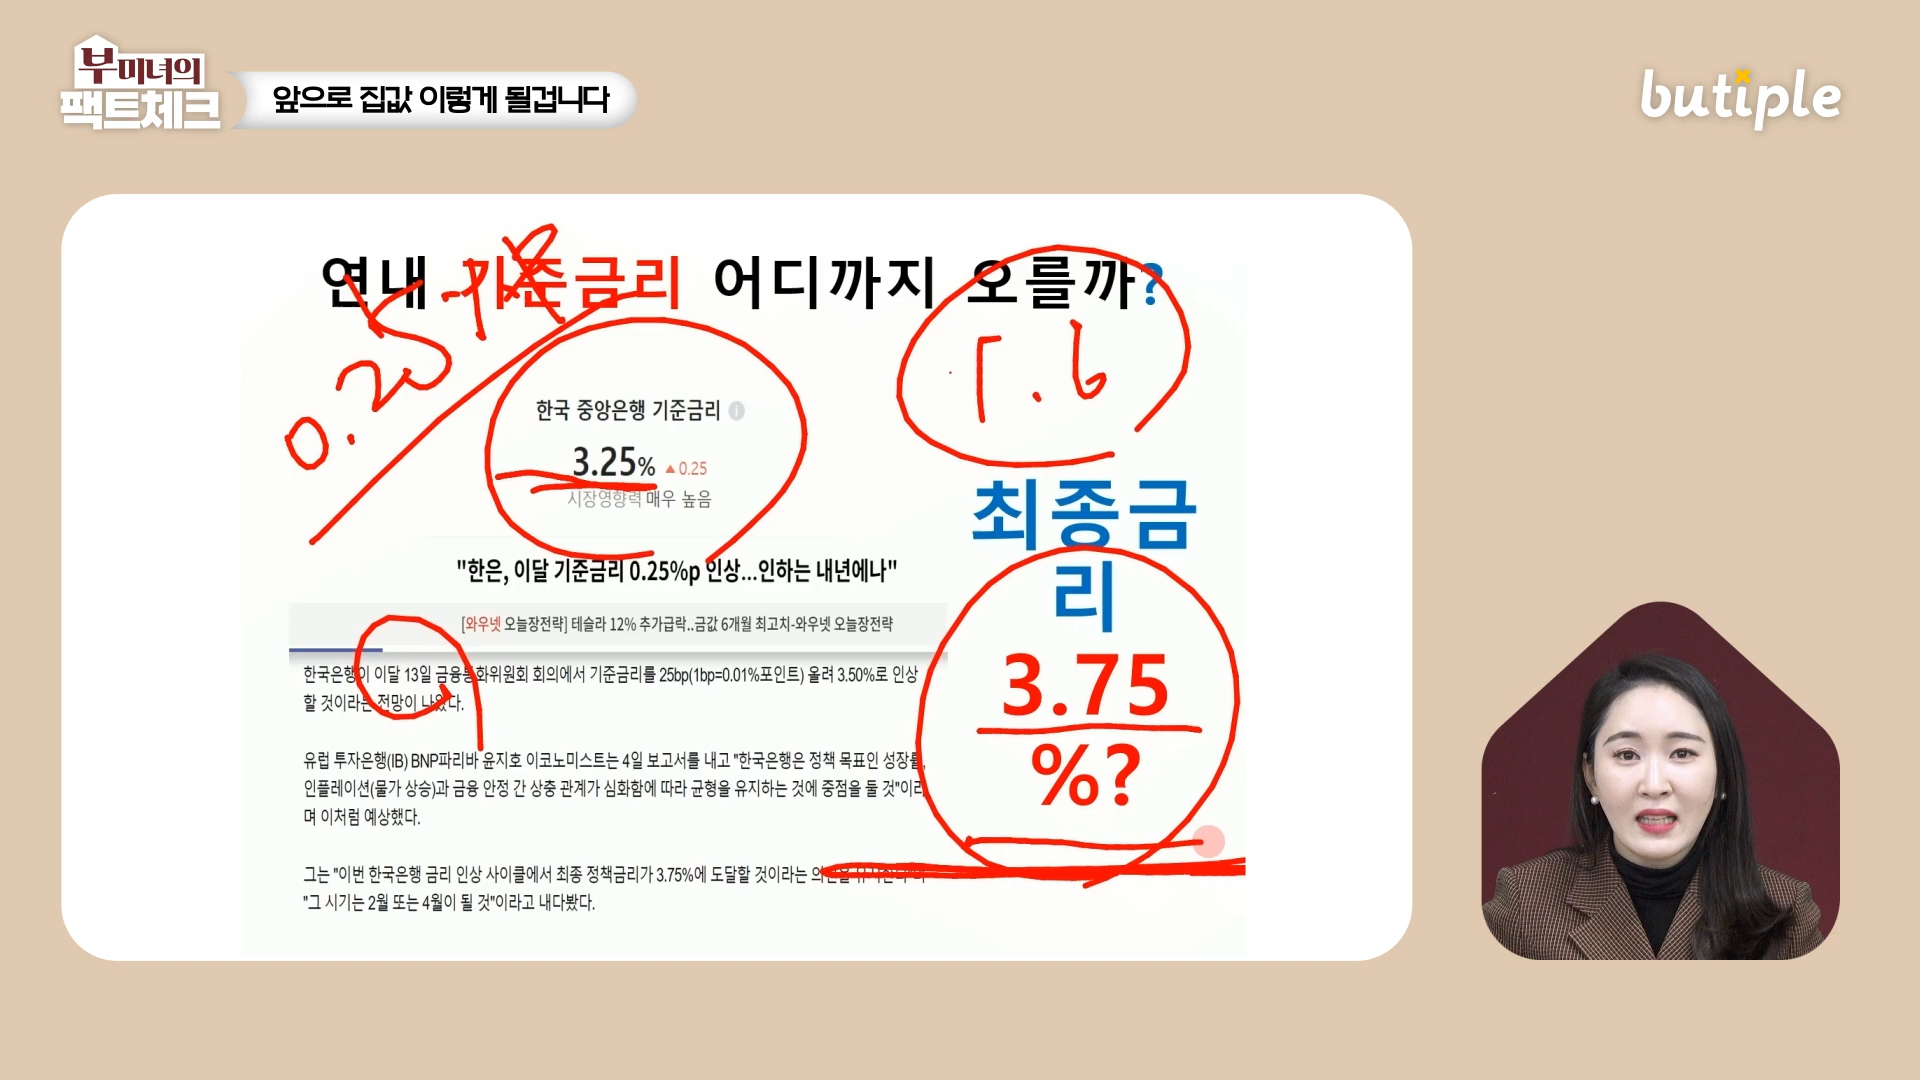 부미녀의
팩트체크
앞으로 집값 이렇게 될겁니다
butiple
연내 기준금리 어디까지 오를까?
0.25
한국 중앙은행 기준금리
3.25% ▲0.25
시장영향력 매우 높음
"한은, 이달 기준금리 0.25%p 인상...인하는 내년에나"
[와우넷 오늘장전략] 테슬라 12% 추가급락..금값 6개월 최고치-와우넷 오늘장전략
한국은행이 이달 13일 금융통화위원회 회의에서 기준금리를 25bp(1bp=0.01%포인트) 올려 3.50%로 인상
할 것이라는 전망이 나왔다.
유럽 투자은행(IB) BNP파리바 윤지호 이코노미스트는 4일 보고서를 내고 "한국은행은 정책 목표인 성장률,
인플레이션(물가 상승)과 금융 안정 간 상충 관계가 심화함에 따라 균형을 유지하는 것에 중점을 둘 것"이라
며 이처럼 예상했다.
그는 "이번 한국은행 금리 인상 사이클에서 최종 정책금리가 3.75%에 도달할 것이라는
"그 시기는 2월 또는 4월이 될 것"이라고 내다봤다.
최종금
리
3.75
%?